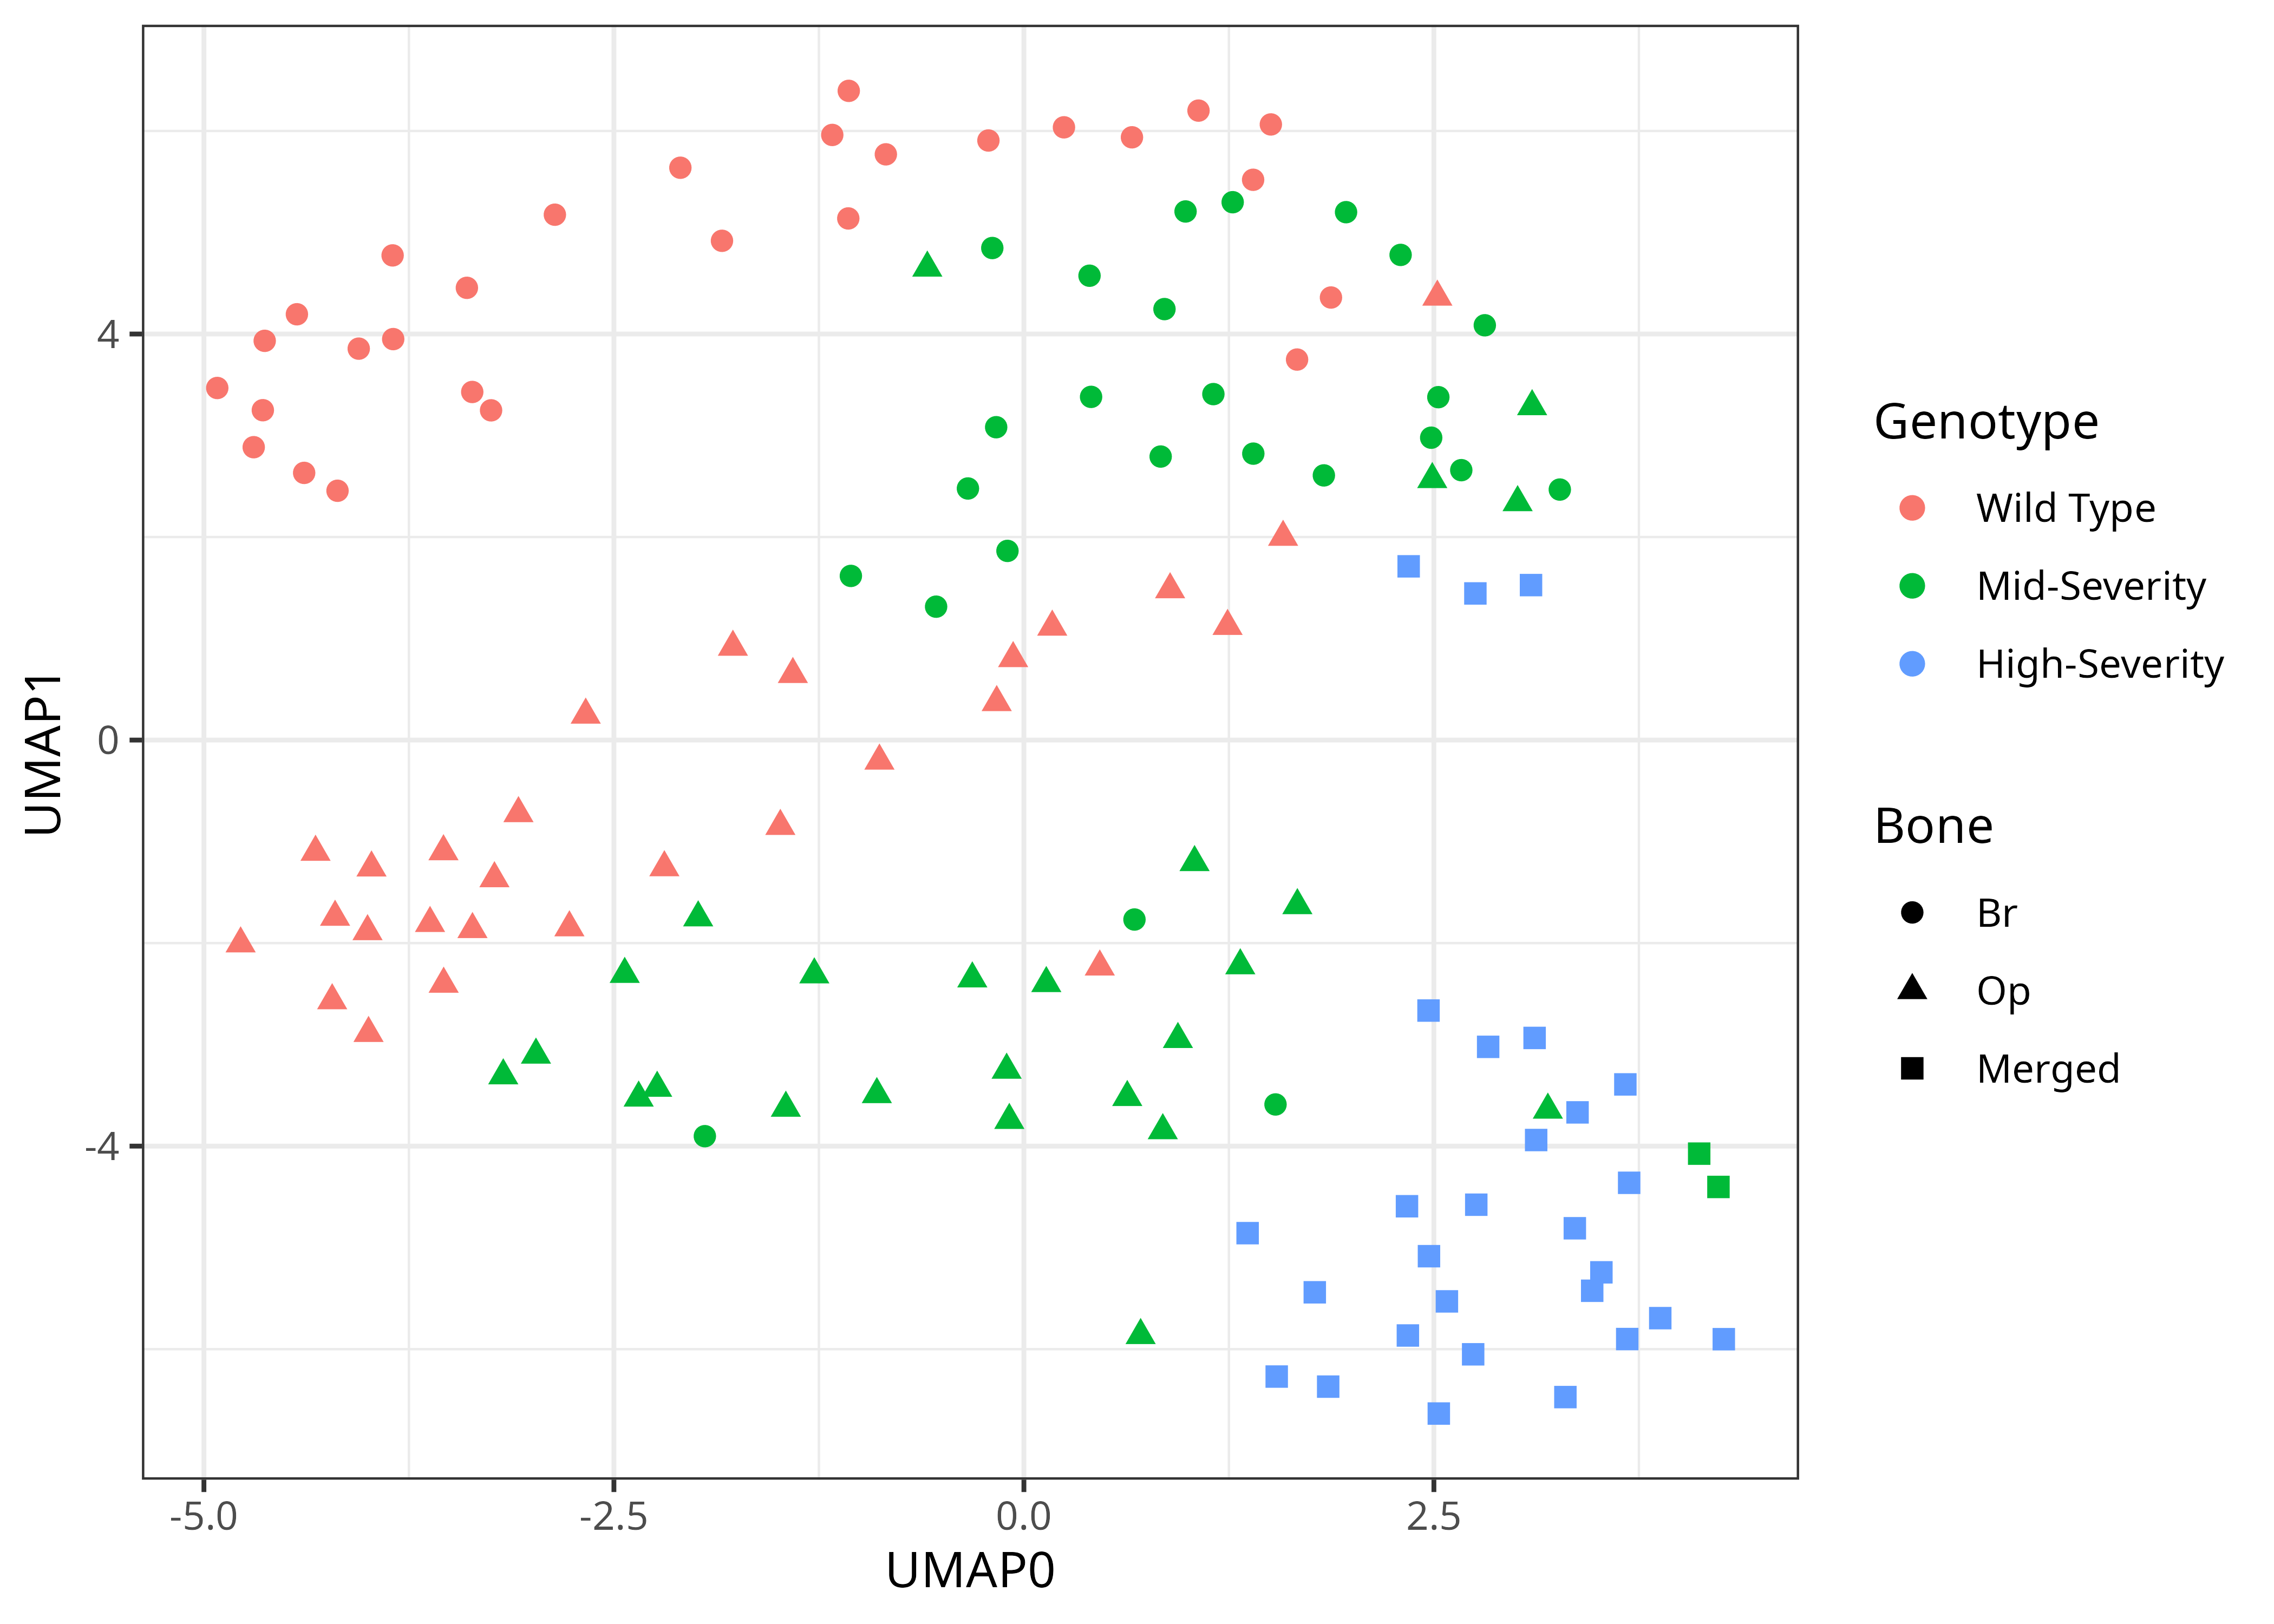 4
0
-4
UMAP1
-5.0
-2.5
0.0
2.5
UMAP0
Genotype
Wild Type
Mid-Severity
High-Severity
Bone
Br
Op
Merged